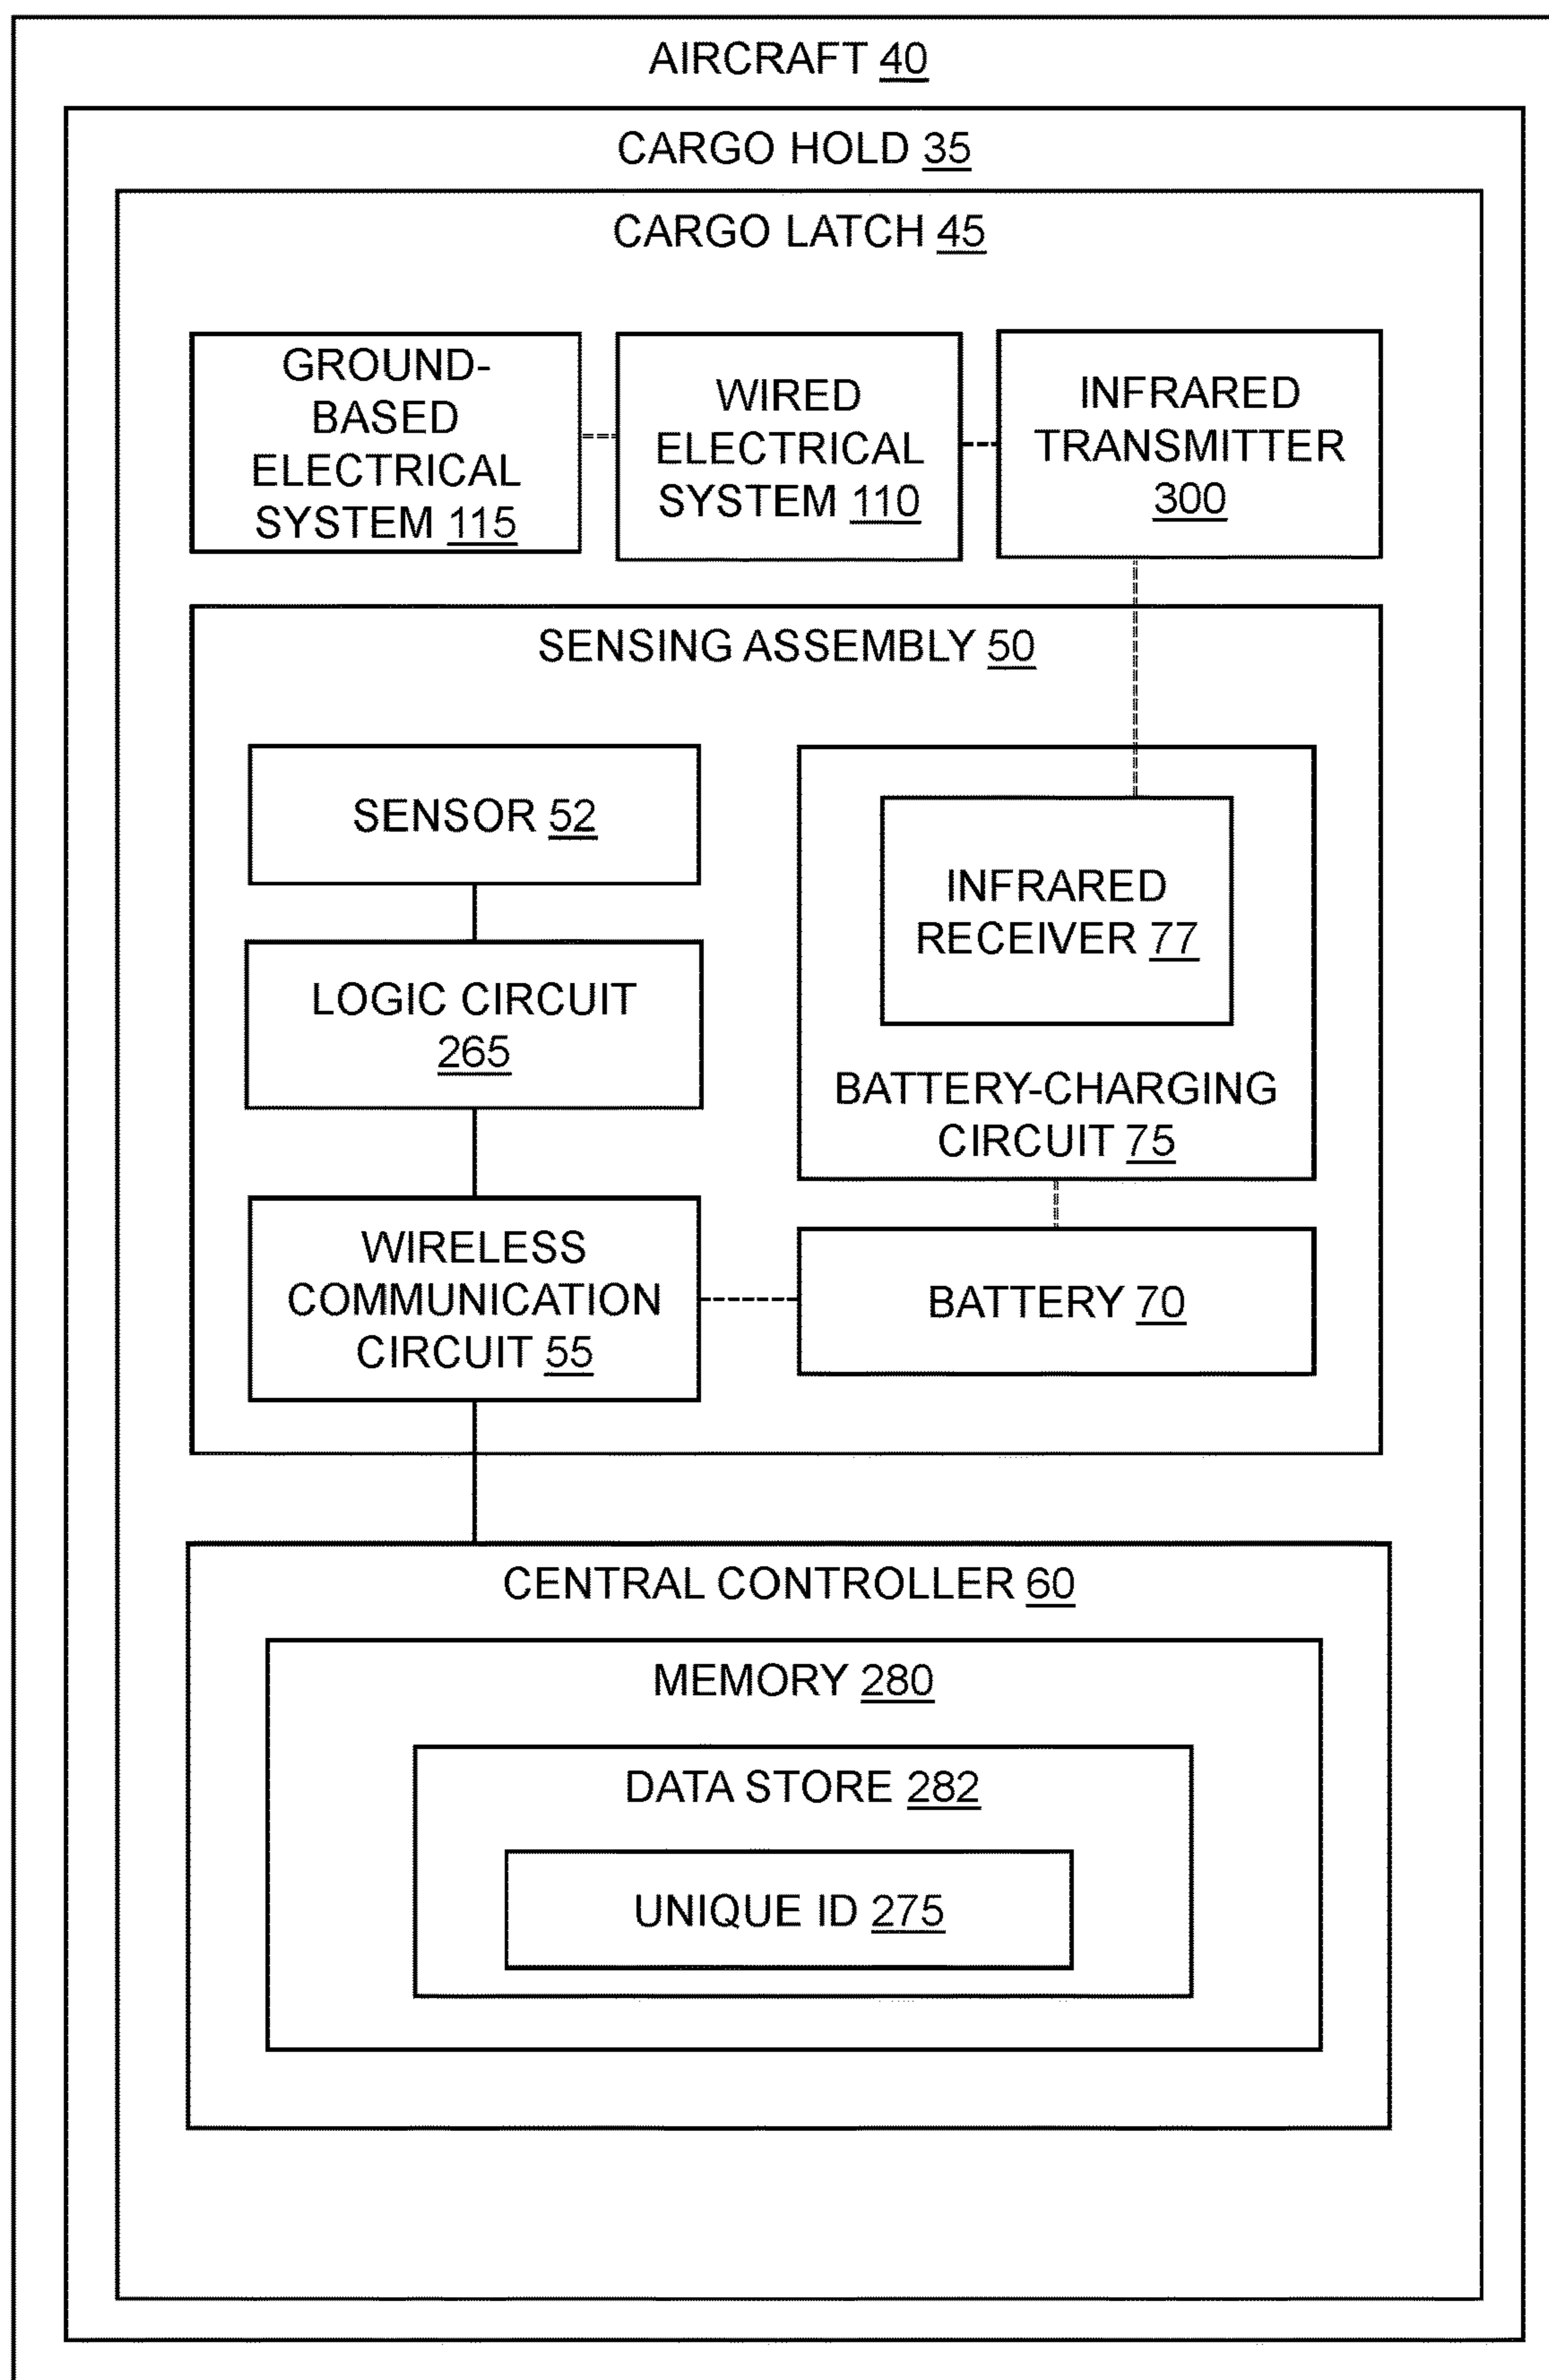 AIRCRAFT 40
CARGO HOLD 35
CARGO LATCH 45
GROUND-
BASED
ELECTRICAL
SYSTEM 115
WIRED
ELECTRICAL
SYSTEM 110
INFRARED
TRANSMITTER
300
SENSING ASSEMBLY 50
SENSOR 52
LOGIC CIRCUIT
265
WIRELESS
COMMUNICATION
CIRCUIT 55
INFRARED
RECEIVER 77
BATTERY-CHARGING
CIRCUIT 75
BATTERY 70
CENTRAL CONTROLLER 60
MEMORY 280
DATA STORE 282
UNIQUE ID 275